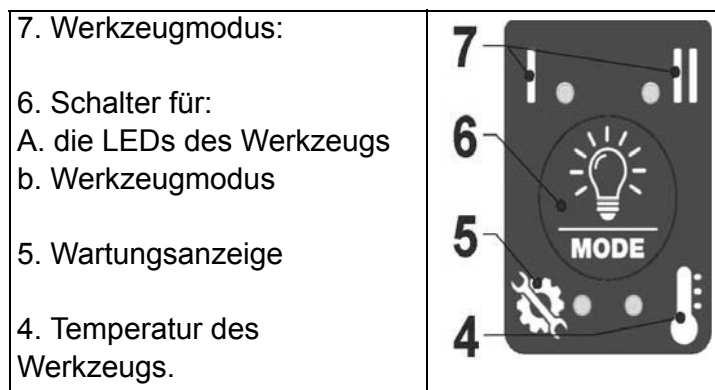 7. Werkzeugmodus:
6. Schalter für:
A. die LEDs des Werkzeugs
b. Werkzeugmodus
5. Wartungsanzeige
4. Temperatur des
Werkzeugs.
7
6
MODE
5
4